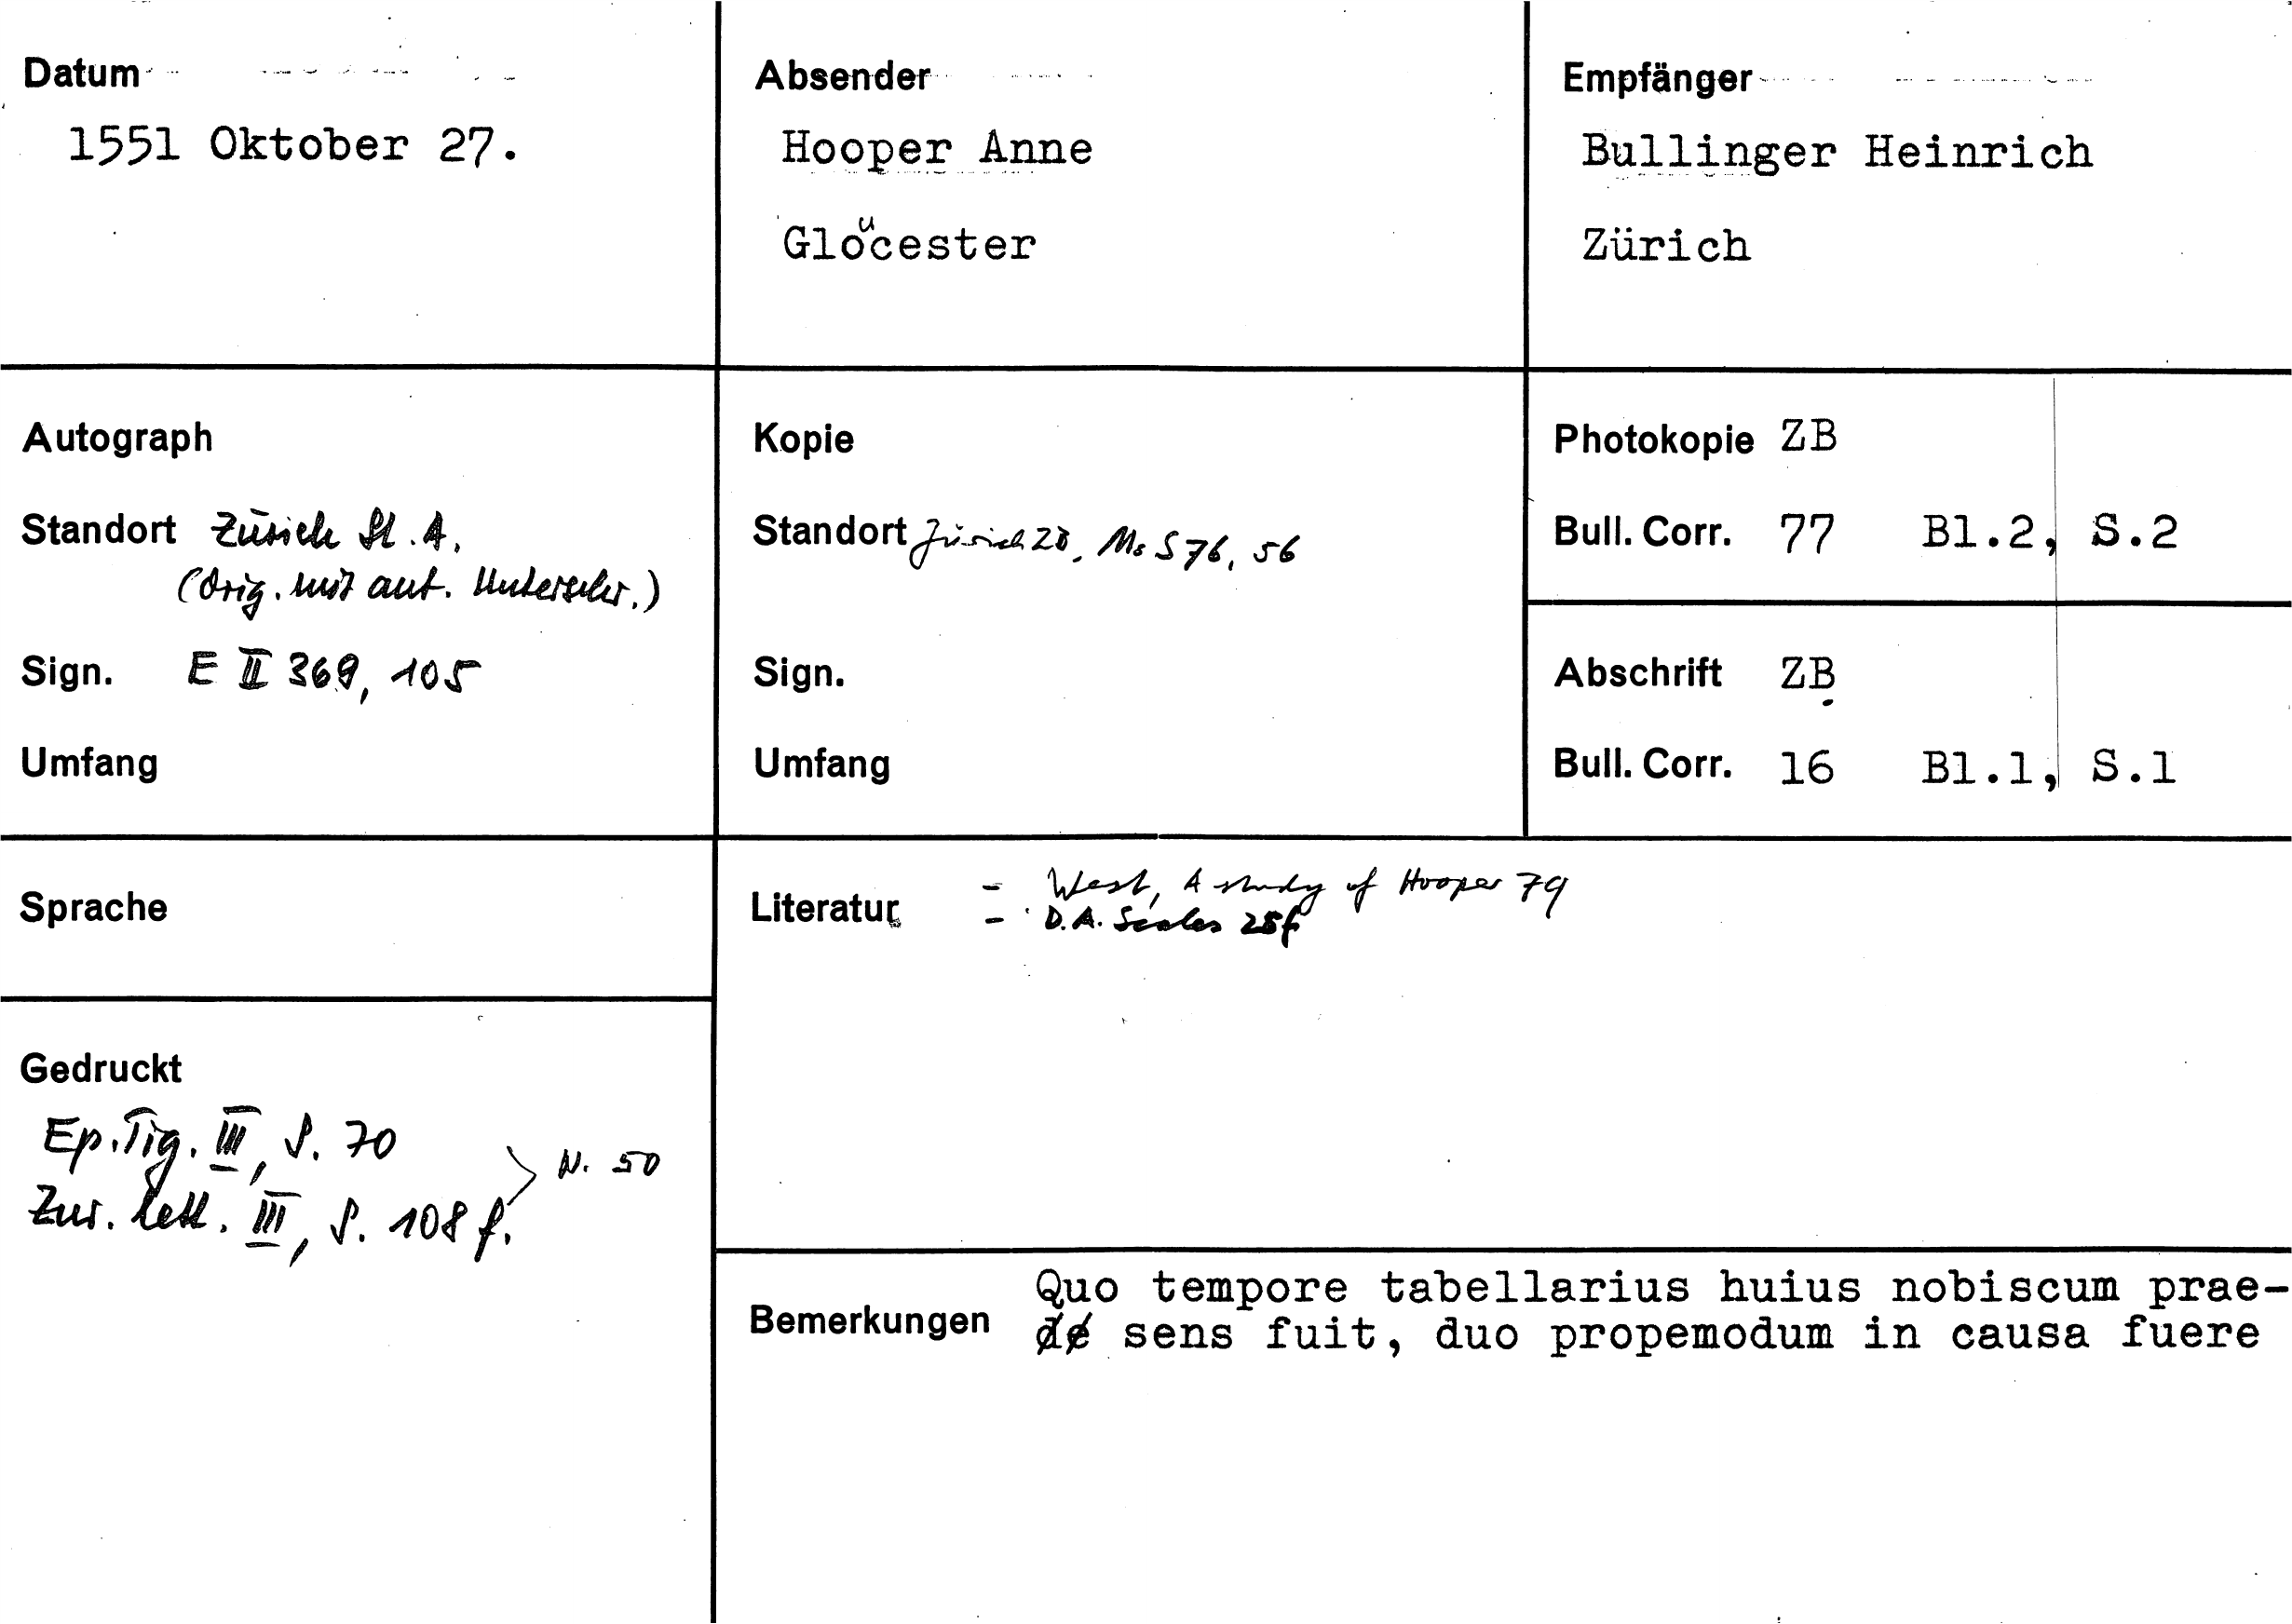 Datum
1551 Oktober 27.
Absender
Hooper Anne
Gloucester
Empfänger
Bullinger Heinrich
Zürich
Autograph
Standort Zürich St. A.
(Orig. mit aut. Unterschr.)
Sign. E II 369, 105
Umfang
Kopie
Standort Zürich ZB, Ms S 76, 56
Sign.
Umfang
Photokopie ZB
Bull. Corr. 77 Bl.2, S.2
Abschrift ZB
Bull. Corr. 16 Bl.1, S.1
Sprache
Literatur - West, A study of Hooper 79
- D.A. Scales 28f
Gedruckt
Ep. Tig. III, S. 70
Zur. lett. III, S. 108 f.
N. 50
Bemerkungen
Quo tempore tabellarius huius nobiscum prae-
sens fuit, duo propemodum in causa fuere